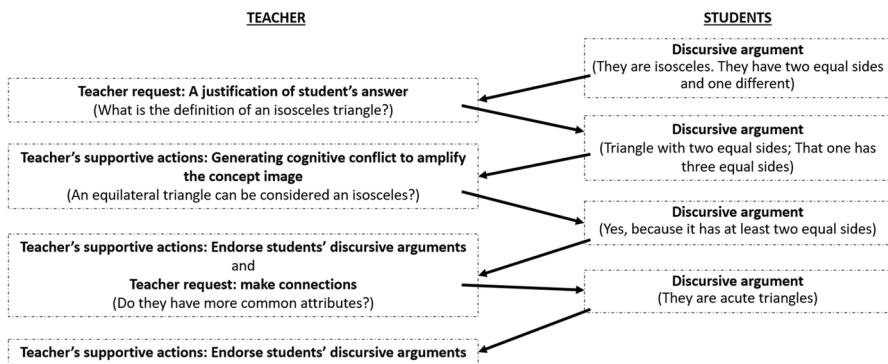 TEACHER
STUDENTS
Discursive argument
(They are isosceles. They have two equal sides
and one different)
Teacher request: A justification of student's answer
(What is the definition of an isosceles triangle?)
Discursive argument
(Triangle with two equal sides; That one has
three equal sides)
Teacher's supportive actions: Generating cognitive conflict to amplify
the concept image
(An equilateral triangle can be considered an isosceles?)
Discursive argument
(Yes, because it has at least two equal sides)
Teacher's supportive actions: Endorse students' discursive arguments
and
Teacher request: make connections
(Do they have more common attributes?)
Discursive argument
(They are acute triangles)
Teacher's supportive actions: Endorse students' discursive arguments